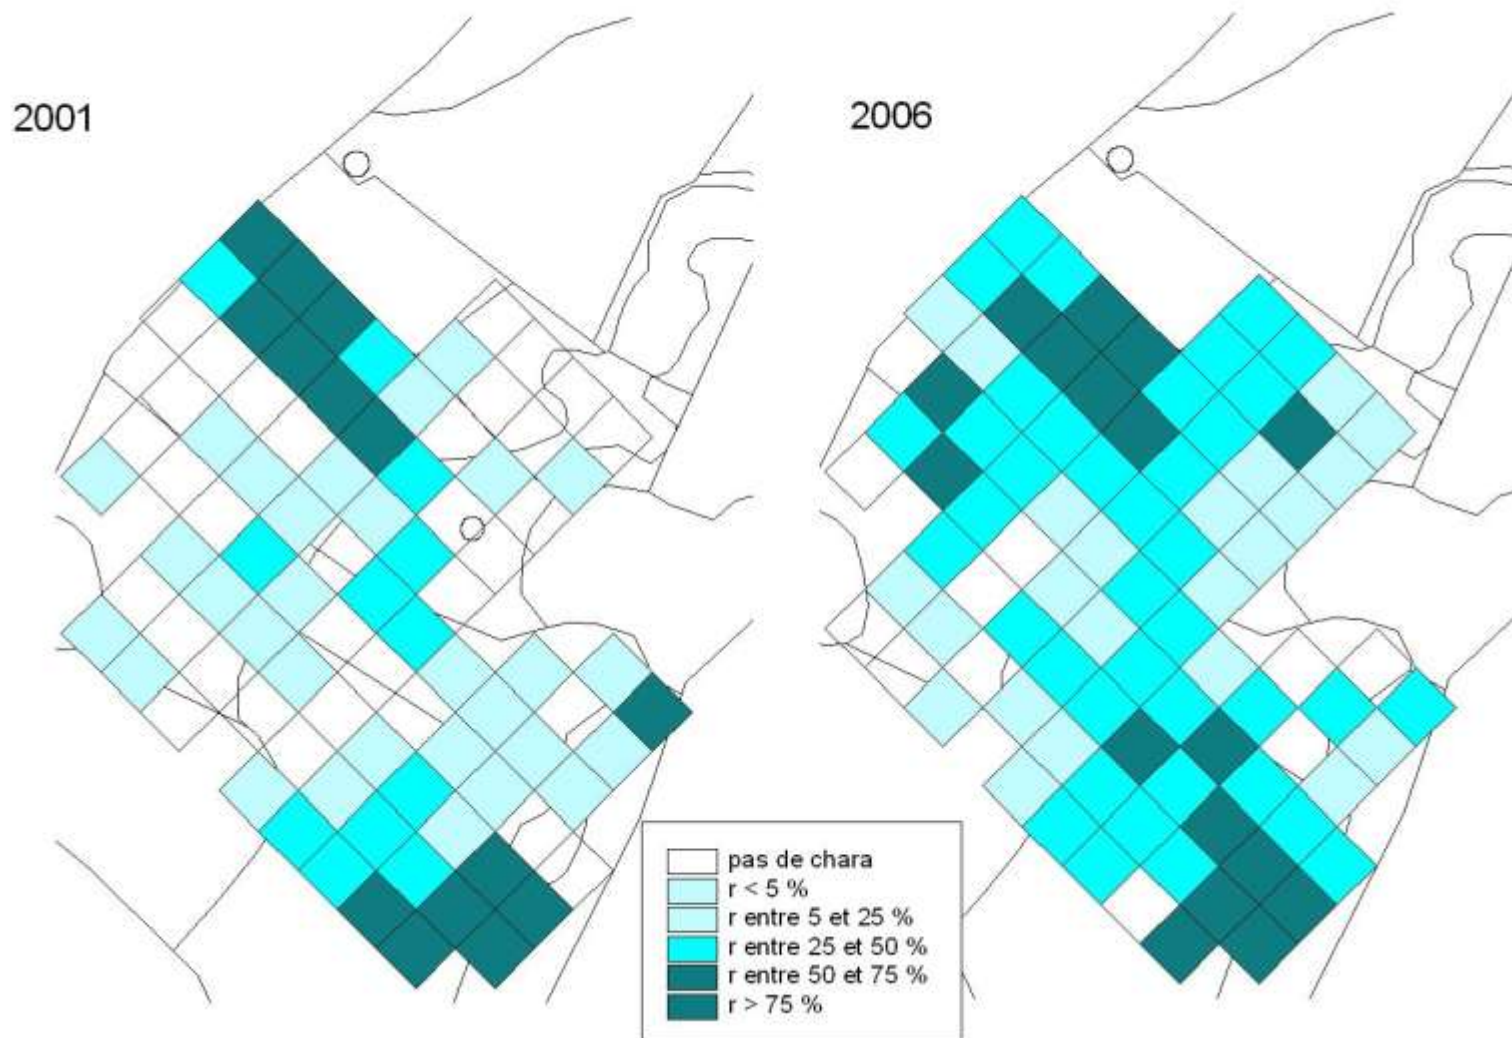 2001
2006
pas de chara
r < 5 %
r entre 5 et 25 %
r entre 25 et 50 %
r entre 50 et 75 %
r > 75 %